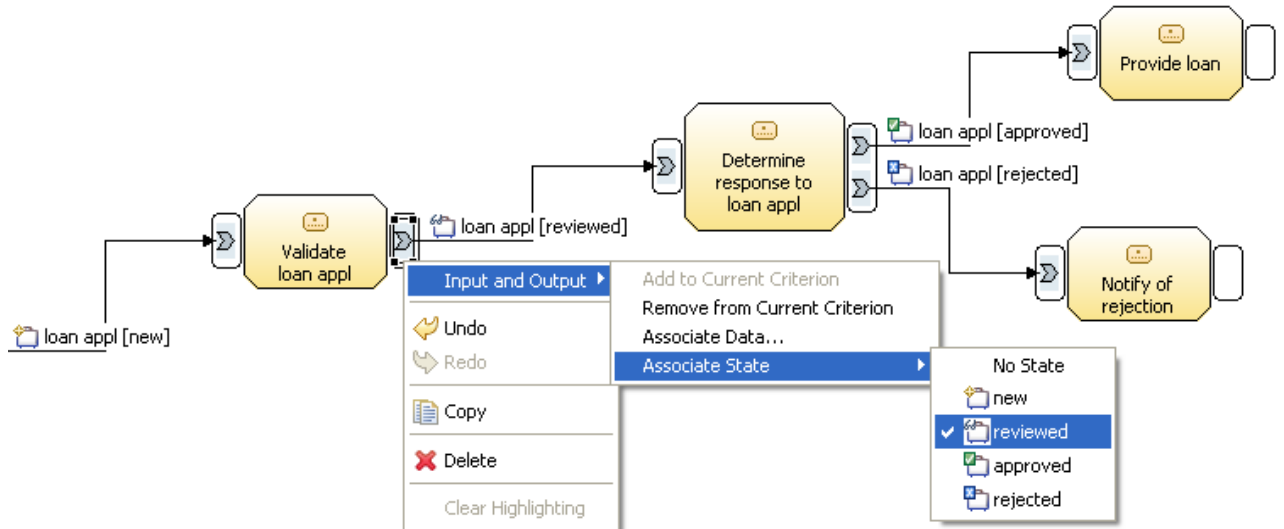 Provide loan
loan appl [approved]
Determine
response to
loan appl
loan appl [rejected]
loan appl [reviewed]
Validate
loan appl
Notify of
rejection
loan appl [new]
Input and Output
Undo
Redo
Copy
Delete
Clear Highlighting
Add to Current Criterion
Remove from Current Criterion
Associate Data...
Associate State
No State
new
reviewed
approved
rejected